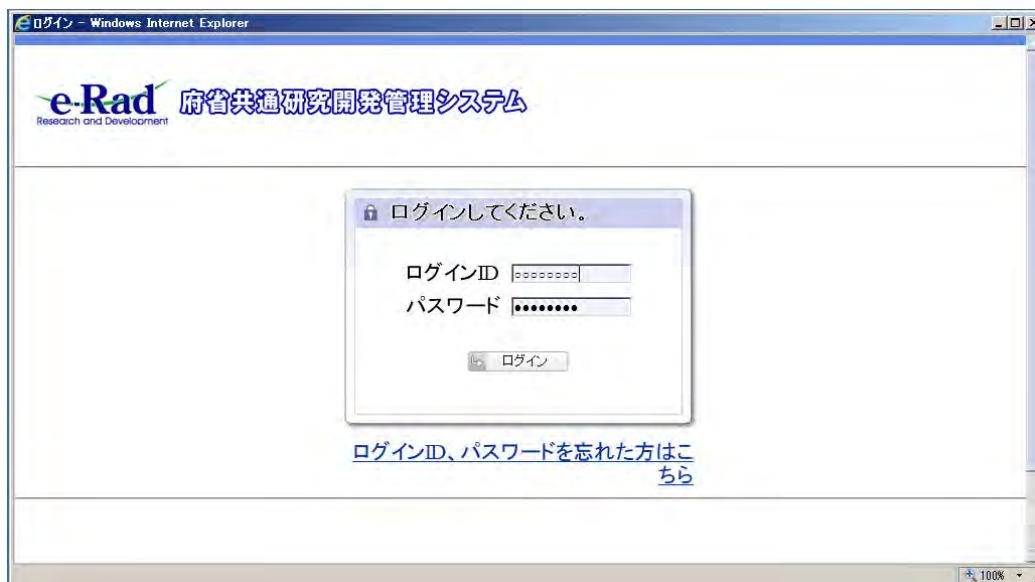 ログイン - Windows Internet Explorer
e-Rad 府省共通研究開発管理システム
Research and Development
ログインしてください。
ログインID oooooooo
パスワード ••••••••
ログイン
ログインID、パスワードを忘れた方はこ
ちら
100%